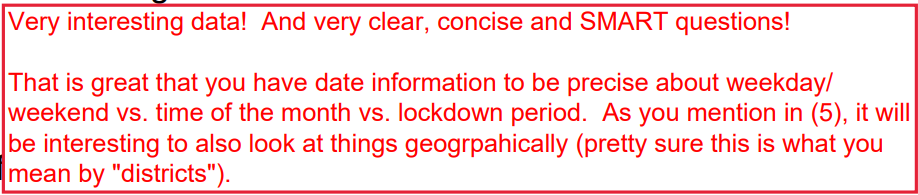 Very interesting data!  And very clear, concise and SMART questions!
That is great that you have date information to be precise about weekday/
weekend vs. time of the month vs. lockdown period.  As you mention in (5), it will
be interesting to also look at things geogrpahically (pretty sure this is what you
mean by "districts").